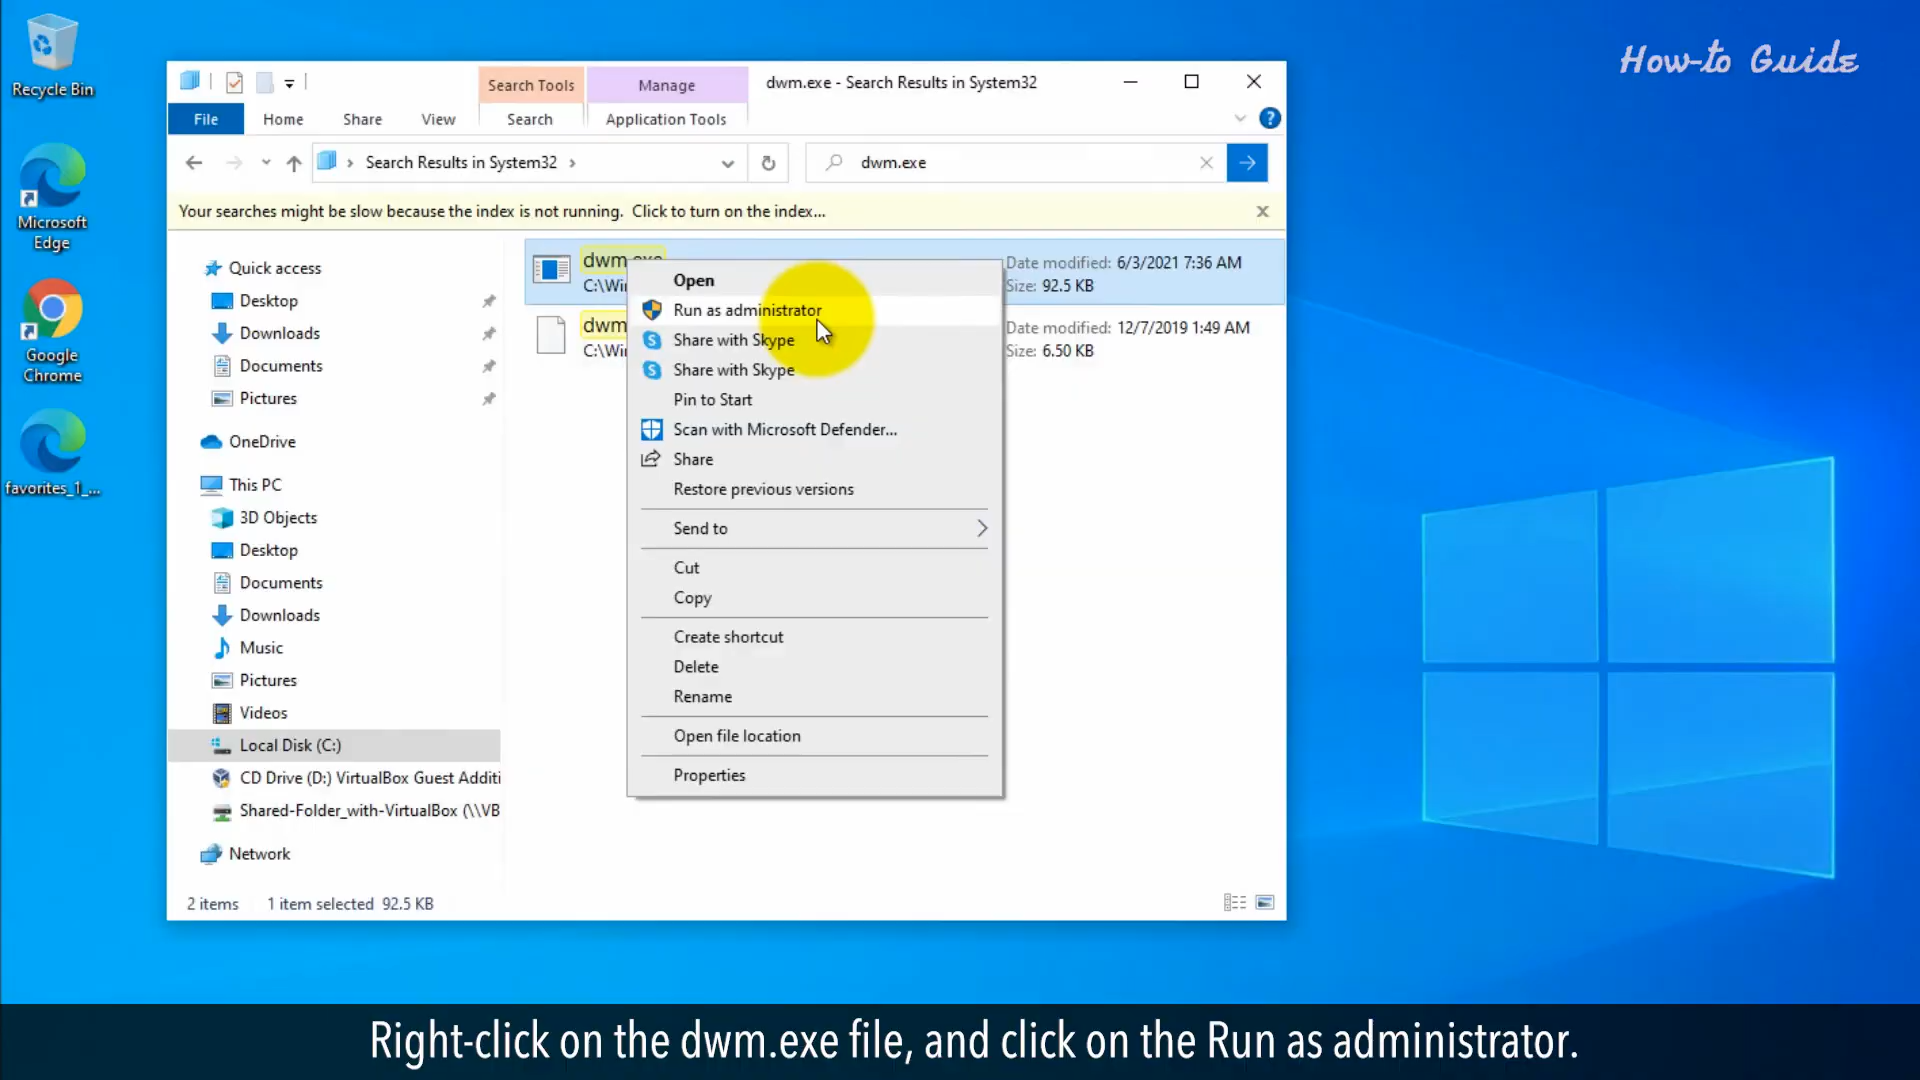 How-to Guide
Recycle Bin
Microsoft
Edge
Google
Chrome
favorites_1_...
Search Tools
Manage
dwm.exe - Search Results in System32
File
Home
Share
View
Search
Application Tools
?
Search Results in System32
dwm.exe
Your searches might be slow because the index is not running. Click to turn on the index...
Quick access
Desktop
Downloads
Documents
Pictures
OneDrive
This PC
3D Objects
Desktop
Documents
Downloads
Music
Pictures
Videos
Local Disk (C:)
CD Drive (D:) VirtualBox Guest Additi
Shared-Folder_with-VirtualBox (\\VB
Network
dwm.exe
C:\Win
Date modified: 6/3/2021 7:36 AM
Size: 92.5 KB
dwm
C:\Win
Date modified: 12/7/2019 1:49 AM
Size: 6.50 KB
Open
Run as administrator
Share with Skype
Share with Skype
Pin to Start
Scan with Microsoft Defender...
Share
Restore previous versions
Send to
Cut
Copy
Create shortcut
Delete
Rename
Open file location
Properties
2 items
1 item selected 92.5 KB
Right-click on the dwm.exe file, and click on the Run as administrator.